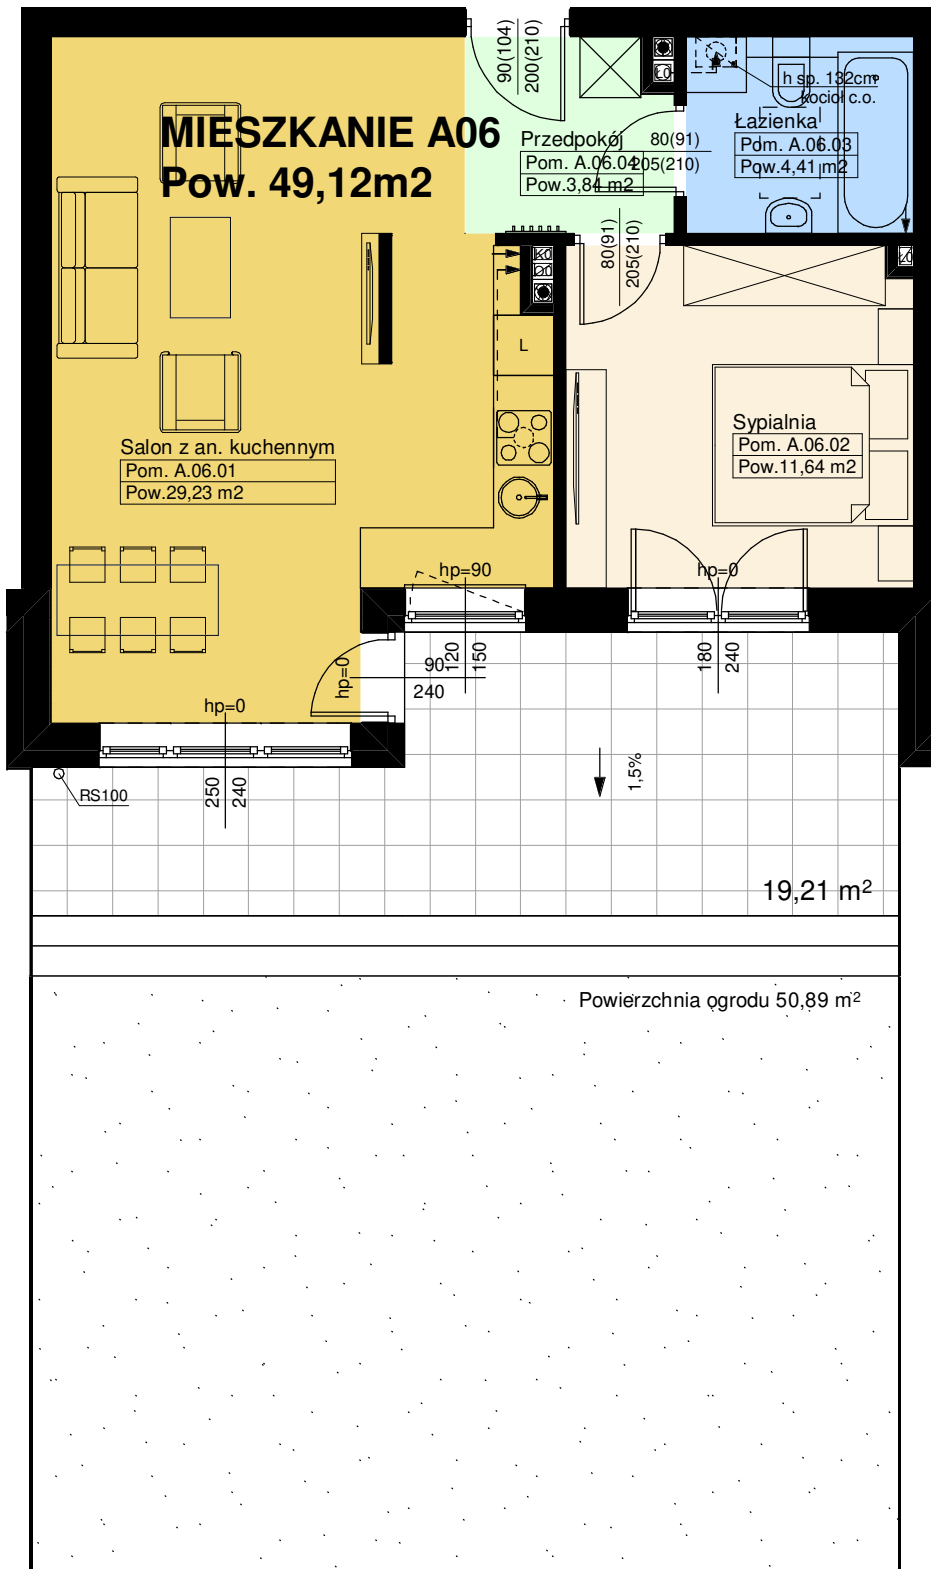 90(104)
200(210)
h sp. 132cm
kocioł c.o.
MIESZKANIE A06
Pow. 49,12m2
Przedpokój
Pom. A.06.04
Pow.3,84 m2
80(91)
205(210)
Łazienka
Pom. A.06.03
Pow.4,41 m2
80(91)
205(210)
L
Salon z an. kuchennym
Pom. A.06.01
Pow.29,23 m2
Sypialnia
Pom. A.06.02
Pow.11,64 m2
hp=90
hp=0
120
150
180
240
hp=0
90
240
hp=0
250
240
RS100
1,5%
19,21 m²
Powierzchnia ogrodu 50,89 m²